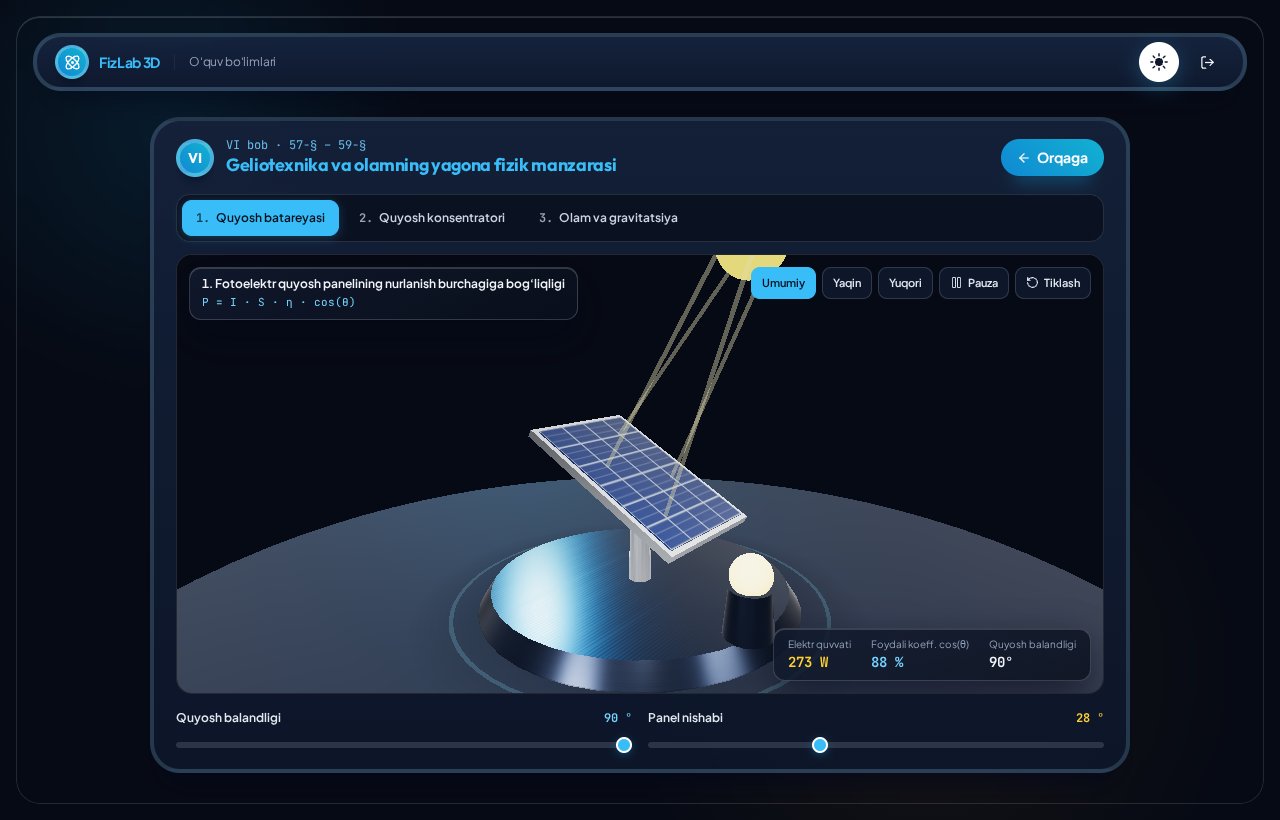 FizLab 3D
O'quv bo'limlari
VI
VI bob · 57-§ – 59-§
Geliotexnika va olamning yagona fizik manzarasi
Orqaga
1. Quyosh batareyasi
2. Quyosh konsentratori
3. Olam va gravitatsiya
1. Fotoelektr quyosh panelining nurlanish burchagiga bog‘liqligi
P = I · S · η · cos(θ)
Umumiy
Yaqin
Yuqori
Pauza
Tiklash
Elektr quvvati
Foydali koeff. cos(θ)
Quyosh balandligi
273 W
88 %
90°
Quyosh balandligi
90 °
Panel nishabi
28 °